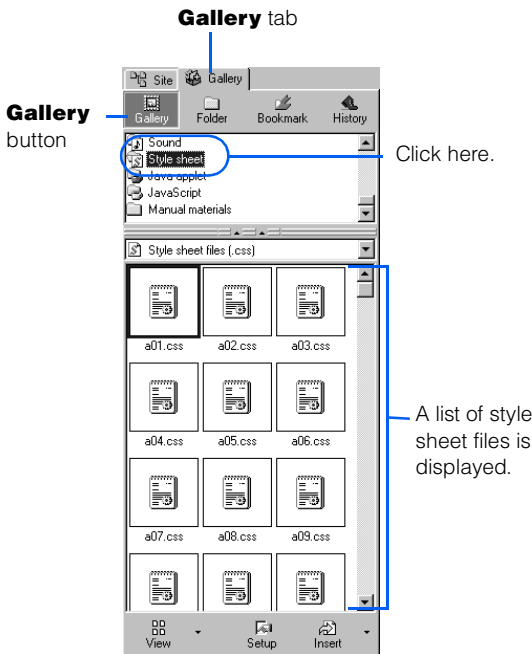 Gallery tab
Site
Gallery
Gallery
button
Gallery
Folder
Bookmark
History
Sound
Style sheet
Java applet
JavaScript
Manual materials
Click here.
Style sheet files (.css)
a01.css
a02.css
a03.css
a04.css
a05.css
a06.css
A list of style
sheet files is
displayed.
a07.css
a08.css
a09.css
View
Setup
Insert